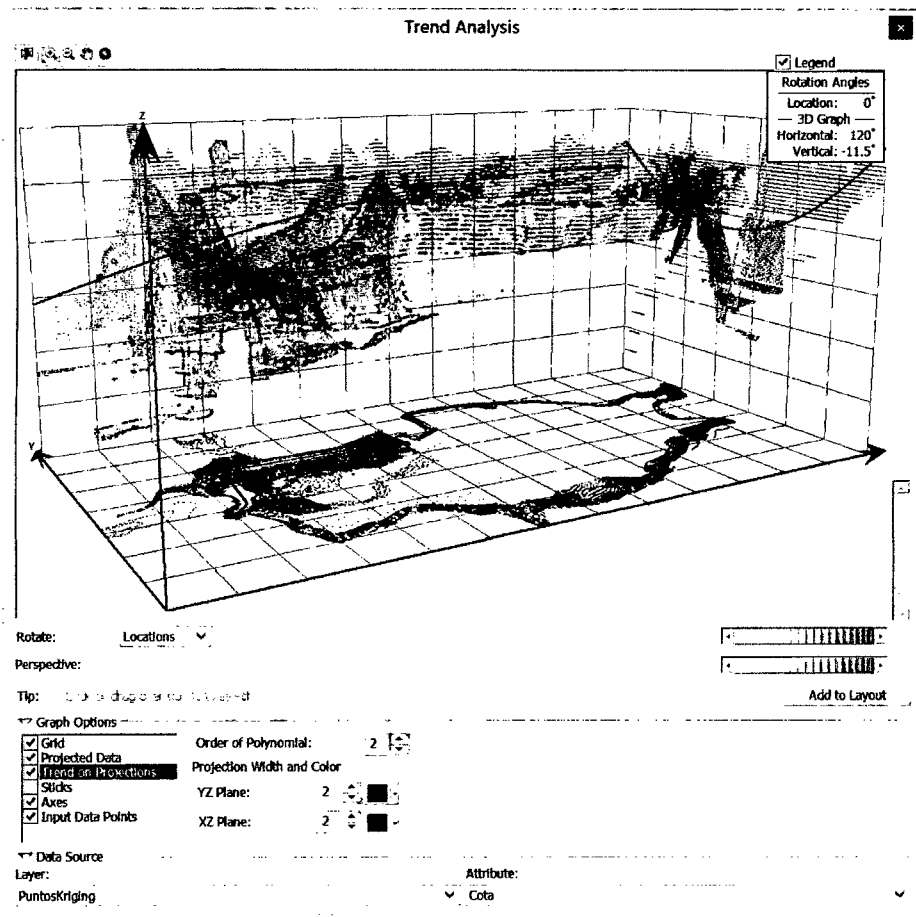 Trend Analysis
Legend
Rotation Angles
Location: 0°
3D Graph
Horizontal: 120°
Vertical: -11.5°
Z
Y
Rotate: Locations
Perspective:
Tip:
Add to Layout
Graph Options
Grid
Projected Data
Trend on Projections
Sticks
Axes
Input Data Points
Order of Polynomial: 2
Projection Width and Color
YZ Plane: 2
XZ Plane: 2
Data Source
Layer: Attribute:
PuntosKriging Cota